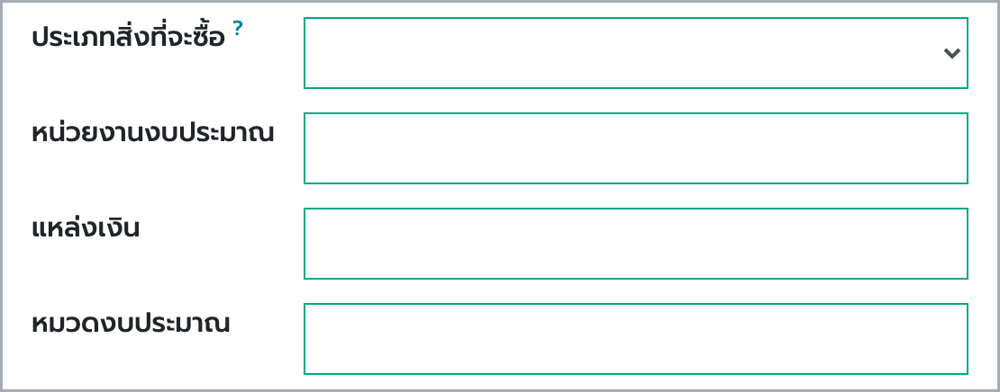 ประเภทสิ่งที่จะซื้อ ?
หน่วยงานงบประมาณ
แหล่งเงิน
หมวดงบประมาณ